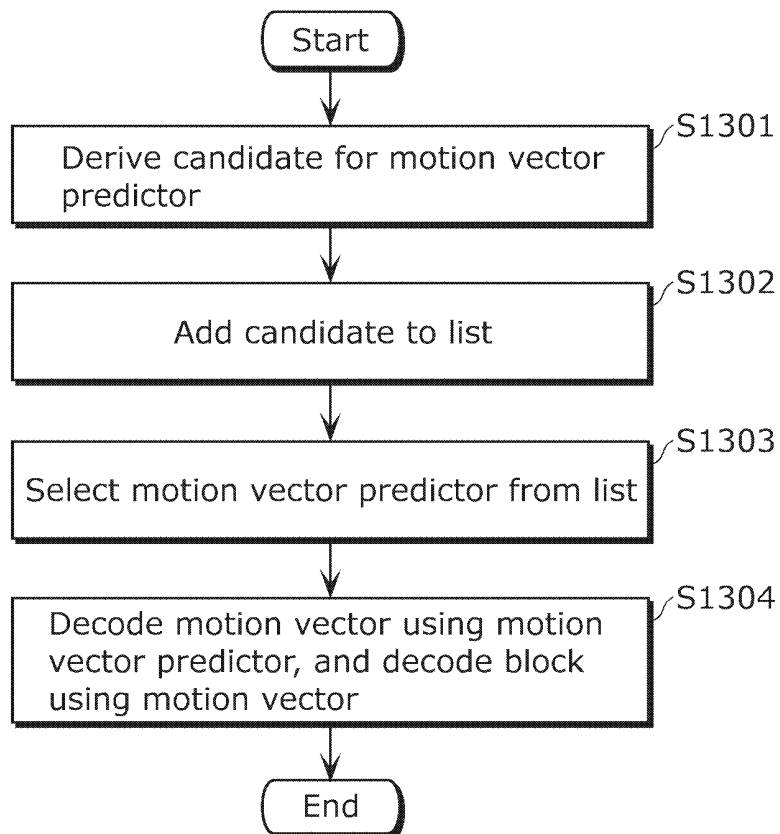 Start
S1301
Derive candidate for motion vector
predictor
S1302
Add candidate to list
S1303
Select motion vector predictor from list
S1304
Decode motion vector using motion
vector predictor, and decode block
using motion vector
End